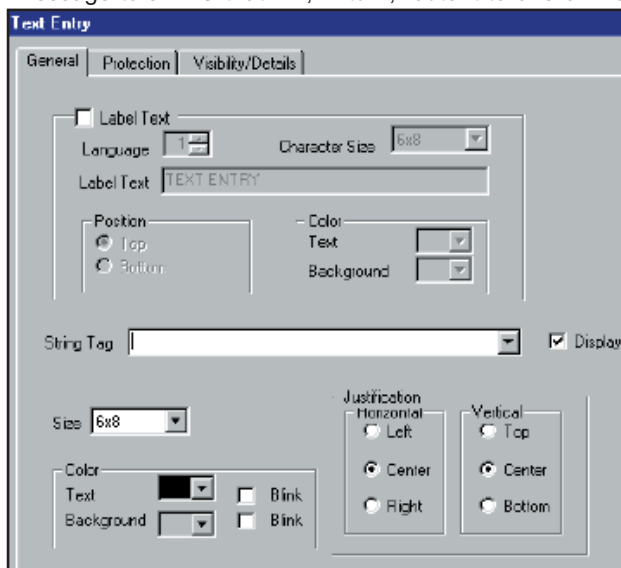 Text Entry
General Protection Visibility/Details
Label Text
Language 1 Character Size 6x8
Label Text TEXT ENTRY
Position Color
Top Text
Bottom Background
String Tag Display
Justification
Size 6x8 Horizontal Vertical
Left Top
Color
Text Blink Center Center
Background Blink Right Bottom